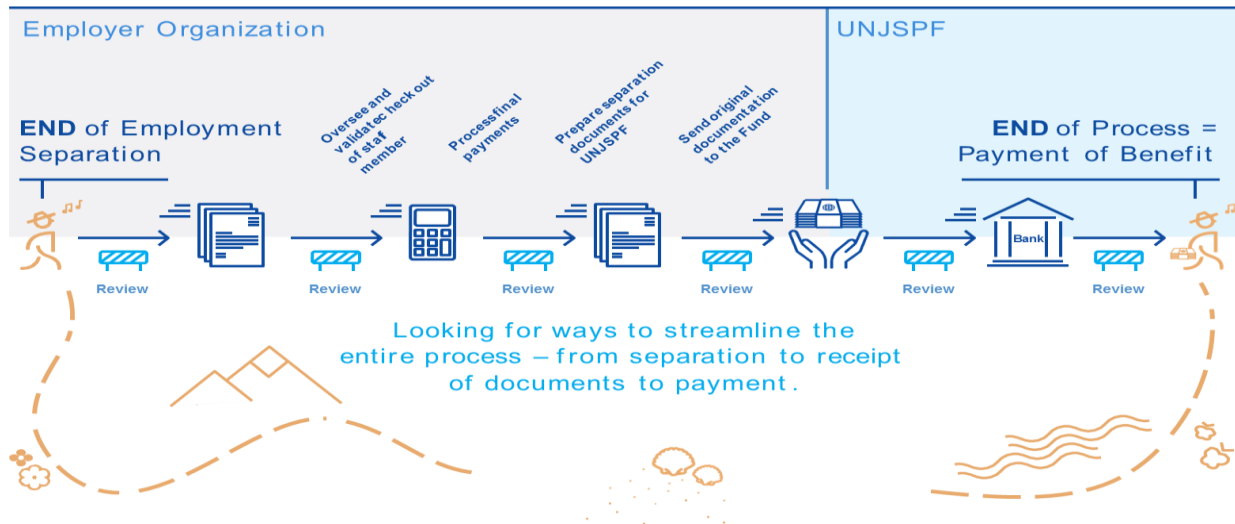 Employer Organization
UNJSPF
END of Employment
Separation
Oversee and
validatec heckout
of staf
member
Processfinal
payments
Prepare separation
documents for
UNJSPF
Send original
documentation
to the Fund
END of Process =
Payment of Benefit
Bank
Review
Review
Review
Review
Review
Review
Looking for ways to streamline the
entire process – from separation to receipt
of documents to payment.